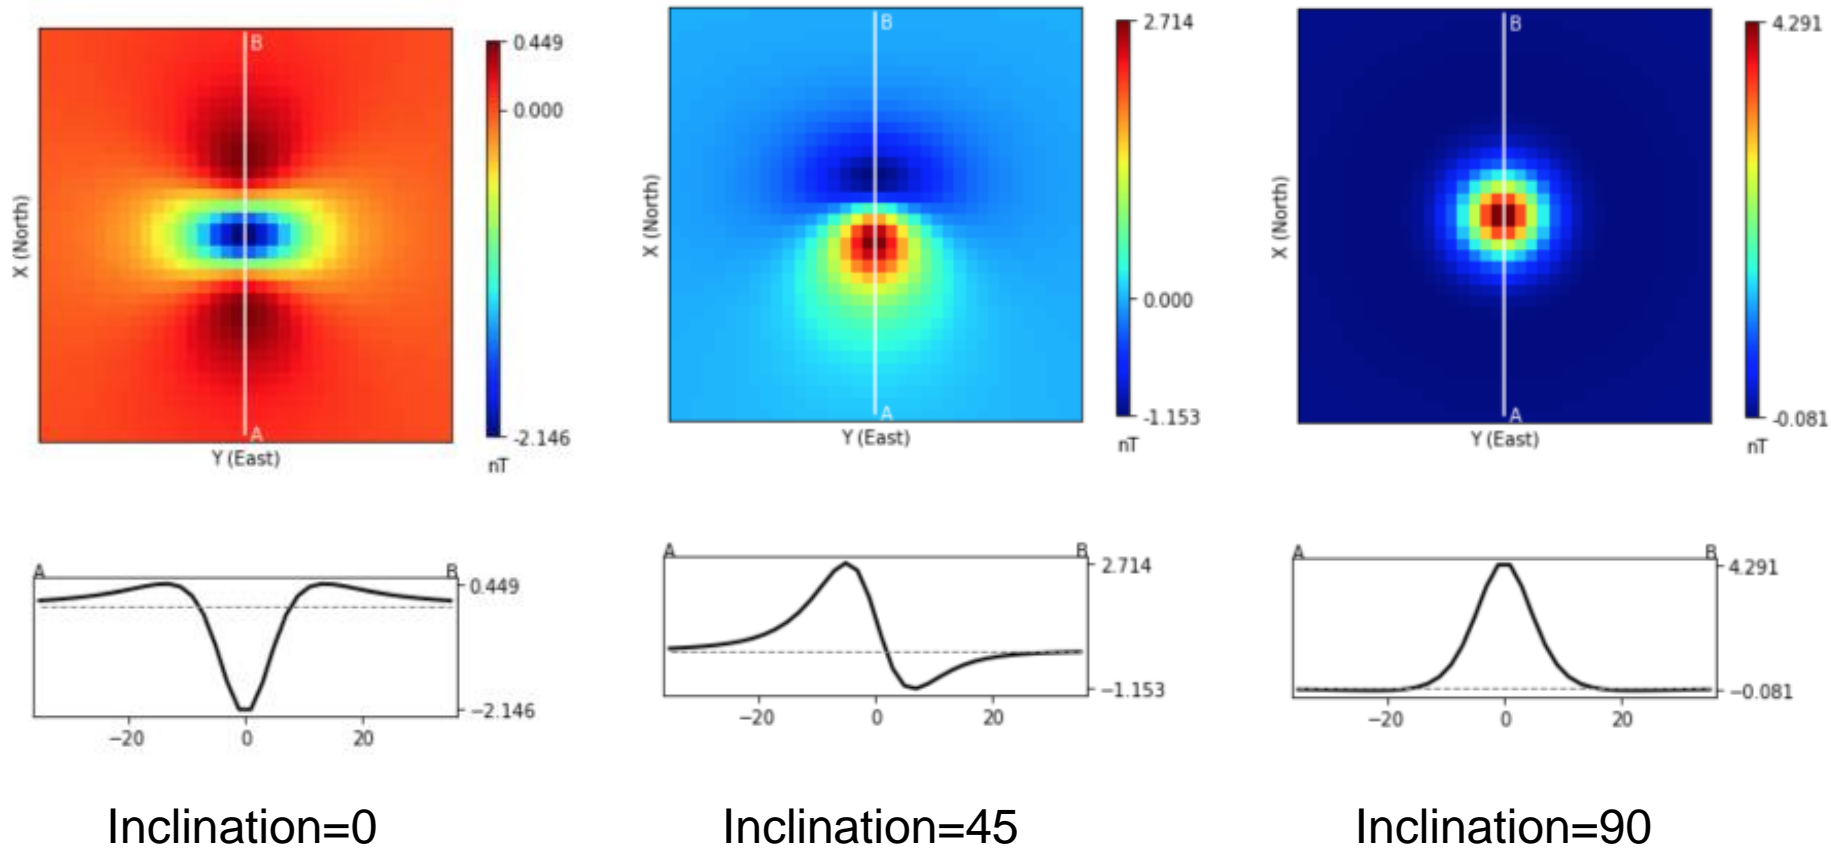 B
0.449
0.000
X (North)
A
-2.146
nT
Y (East)
B
2.714
X (North)
0.000
A
-1.153
nT
Y (East)
B
4.291
X (North)
A
-0.081
nT
Y (East)
A B
0.449
−2.146
−20 0 20
A B
2.714
−1.153
−20 0 20
A B
4.291
−0.081
−20 0 20
Inclination=0
Inclination=45
Inclination=90